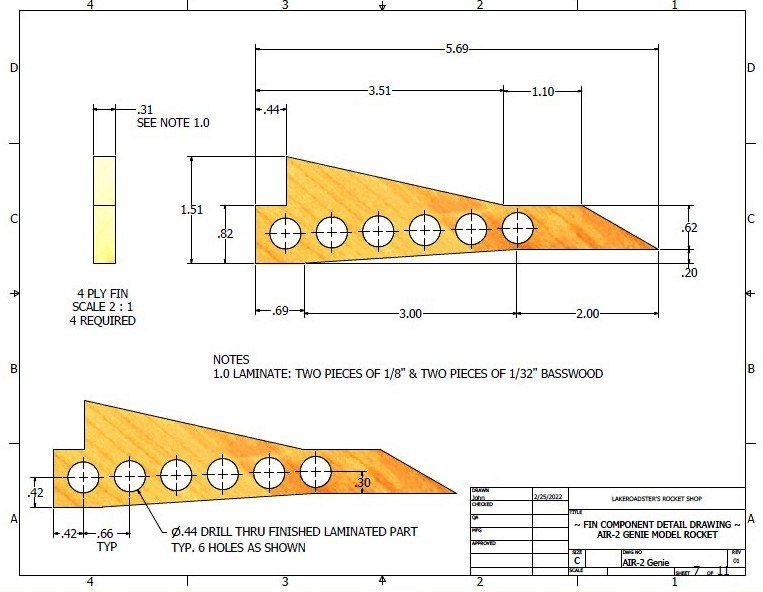 4 3 2 1
D D
5.69
3.51 1.10
.44
.31
SEE NOTE 1.0
1.51
.82
C C
.62
.20
4 PLY FIN
SCALE 2 : 1
4 REQUIRED
.69 3.00 2.00
NOTES
1.0 LAMINATE: TWO PIECES OF 1/8" & TWO PIECES OF 1/32" BASSWOOD
B B
.42
.30
A A
.42 .66
TYP
Ø.44 DRILL THRU FINISHED LAMINATED PART
TYP. 6 HOLES AS SHOWN
DRAWN
John 2/25/2022
CHECKED
QA
MFG
APPROVED
LAKEROADSTER'S ROCKET SHOP
TITLE
~ FIN COMPONENT DETAIL DRAWING ~
AIR-2 GENIE MODEL ROCKET
SIZE
C
DWG NO
AIR-2 Genie
REV
01
SCALE
SHEET 7 OF 11
4 3 2 1